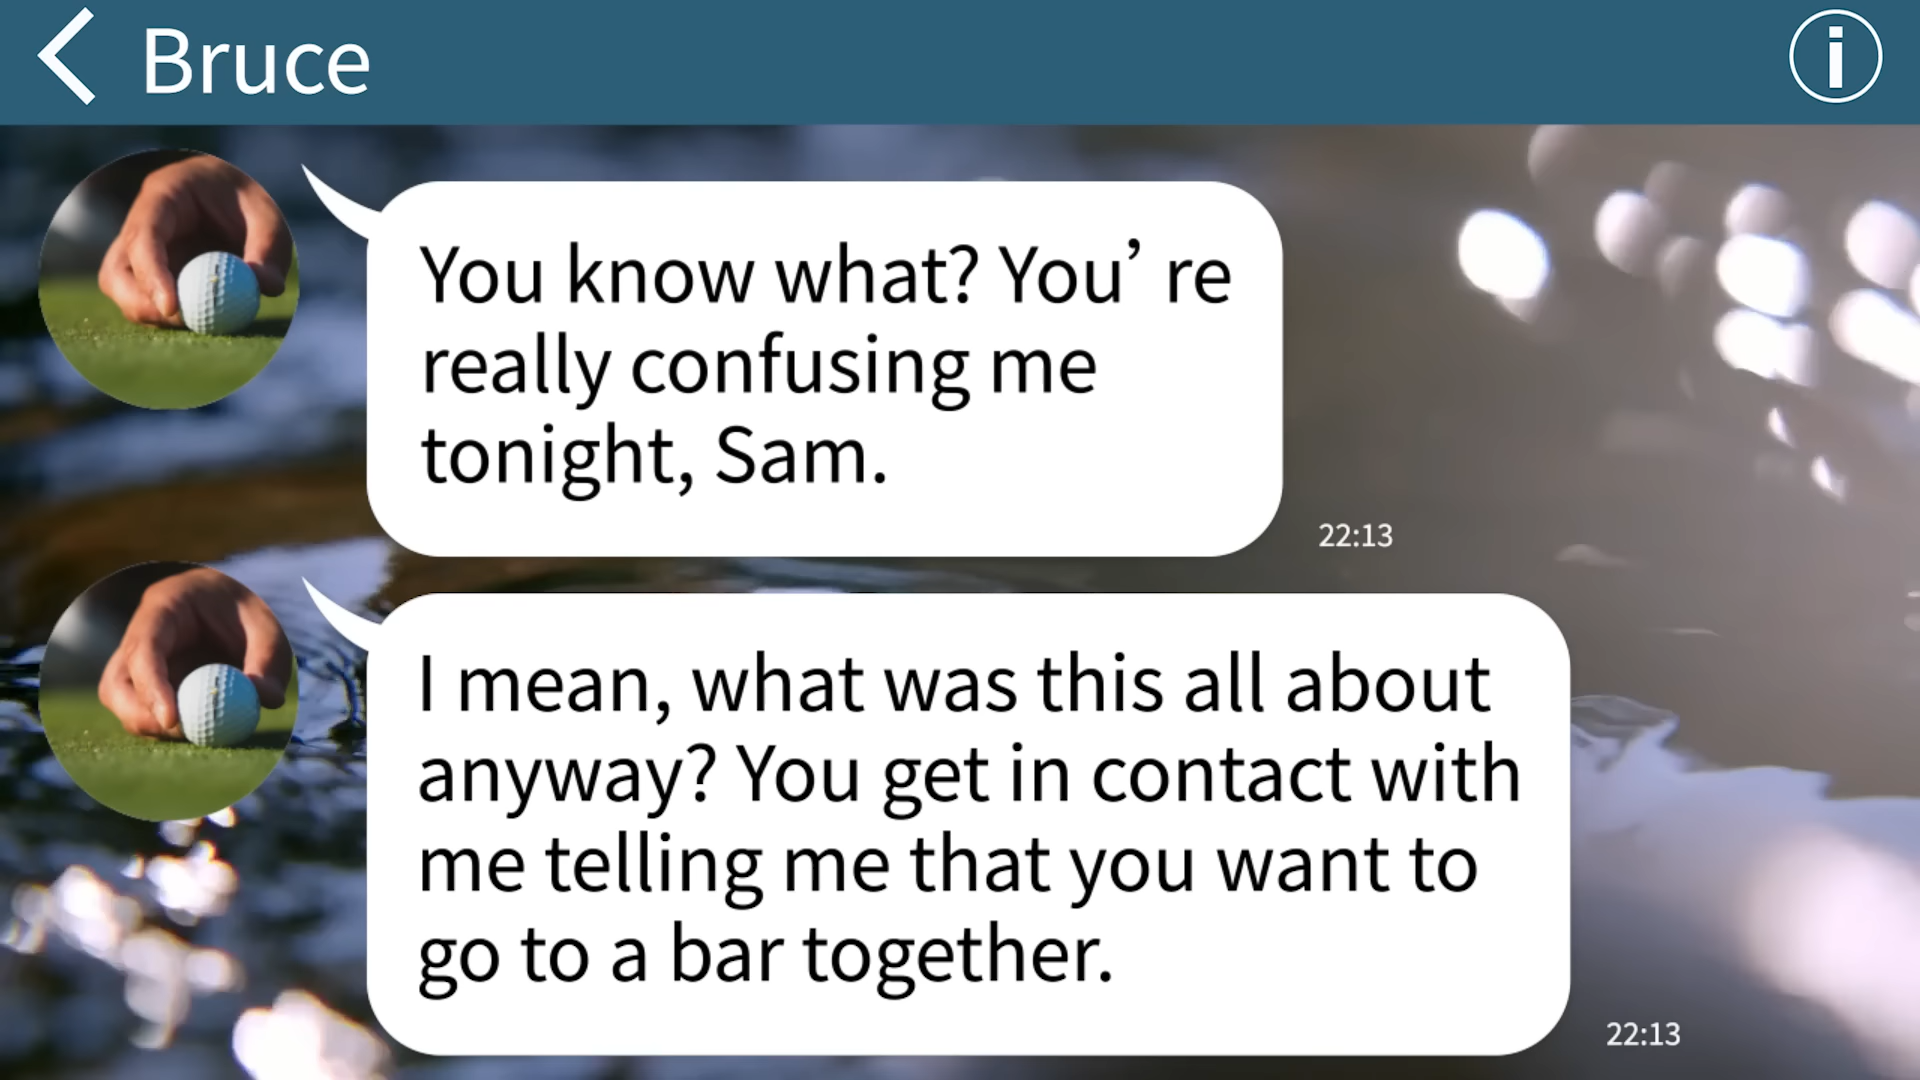 Bruce
You know what? You’ re
really confusing me
tonight, Sam.
22:13
I mean, what was this all about
anyway? You get in contact with
me telling me that you want to
go to a bar together.
22:13